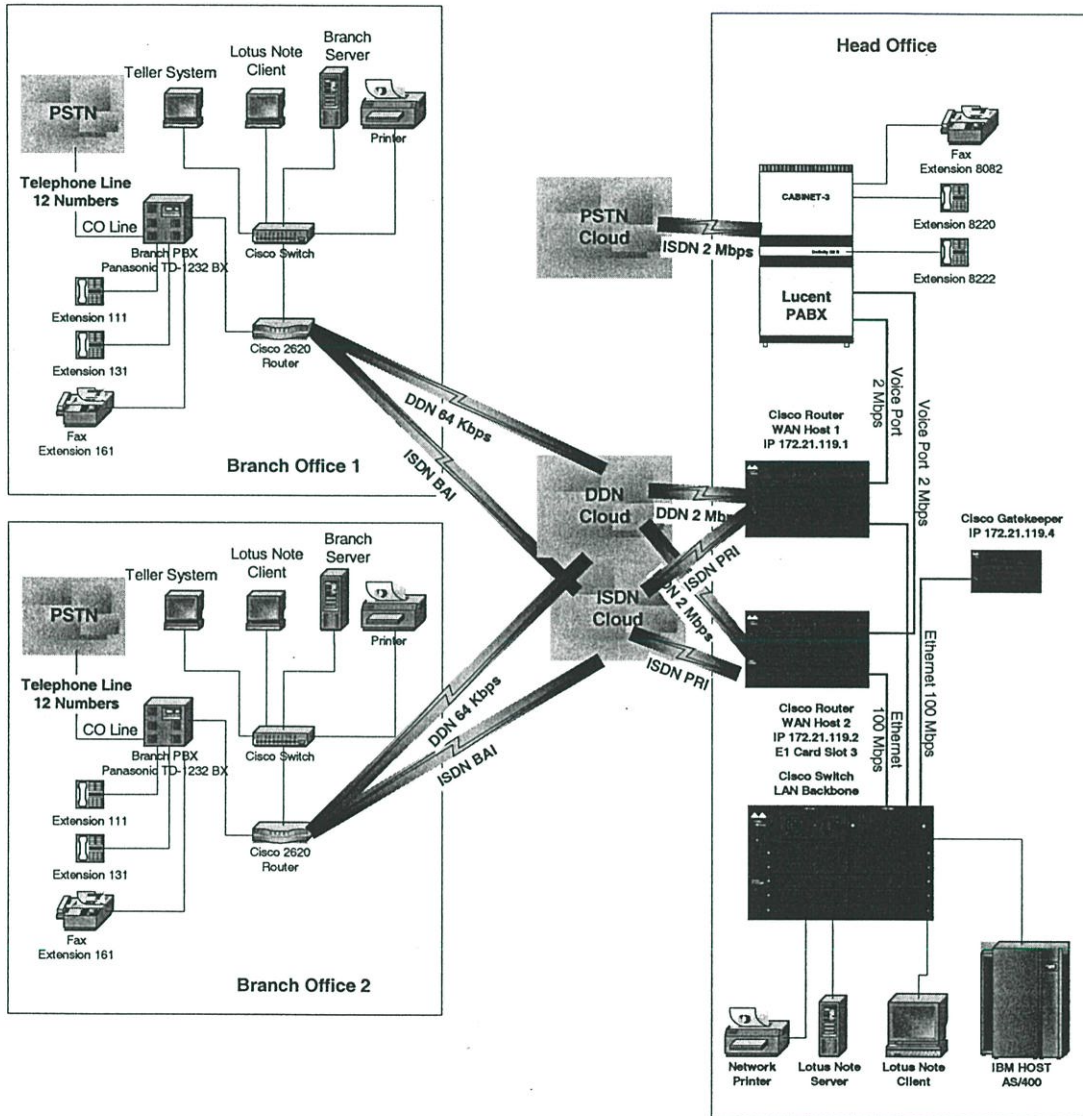 Branch
Server
Lotus Note
Client
Teller System
PSTN
Printer
Telephone Line
12 Numbers
CO Line
Branch PBX
Panasonic TD-1232 BX
Cisco Switch
Extension 111
Extension 131
Cisco 2620
Router
Fax
Extension 161
Branch Office 1
DDN 64 Kbps
ISDN BAI
Branch
Server
Lotus Note
Client
Teller System
PSTN
Printer
Telephone Line
12 Numbers
CO Line
Branch PBX
Panasonic TD-1232 BX
Cisco Switch
Extension 111
Extension 131
Cisco 2620
Router
Fax
Extension 161
Branch Office 2
DDN 64 Kbps
ISDN BAI
PSTN
Cloud
ISDN 2 Mbps
DDN
Cloud
ISDN
Cloud
DDN 2 Mbps
ISDN PRI
DDN 2 Mbps
ISDN PRI
Head Office
CABINET-3
Lucent
PABX
Fax
Extension 8082
Extension 8220
Extension 8222
Voice Port
2 Mbps
Voice Port 2 Mbps
Cisco Router
WAN Host 1
IP 172.21.119.1
Cisco Gatekeeper
IP 172.21.119.4
Cisco Router
WAN Host 2
IP 172.21.119.2
E1 Card Slot 3
Ethernet
100 Mbps
Ethernet 100 Mbps
Cisco Switch
LAN Backbone
Network
Printer
Lotus Note
Server
Lotus Note
Client
IBM HOST
AS/400